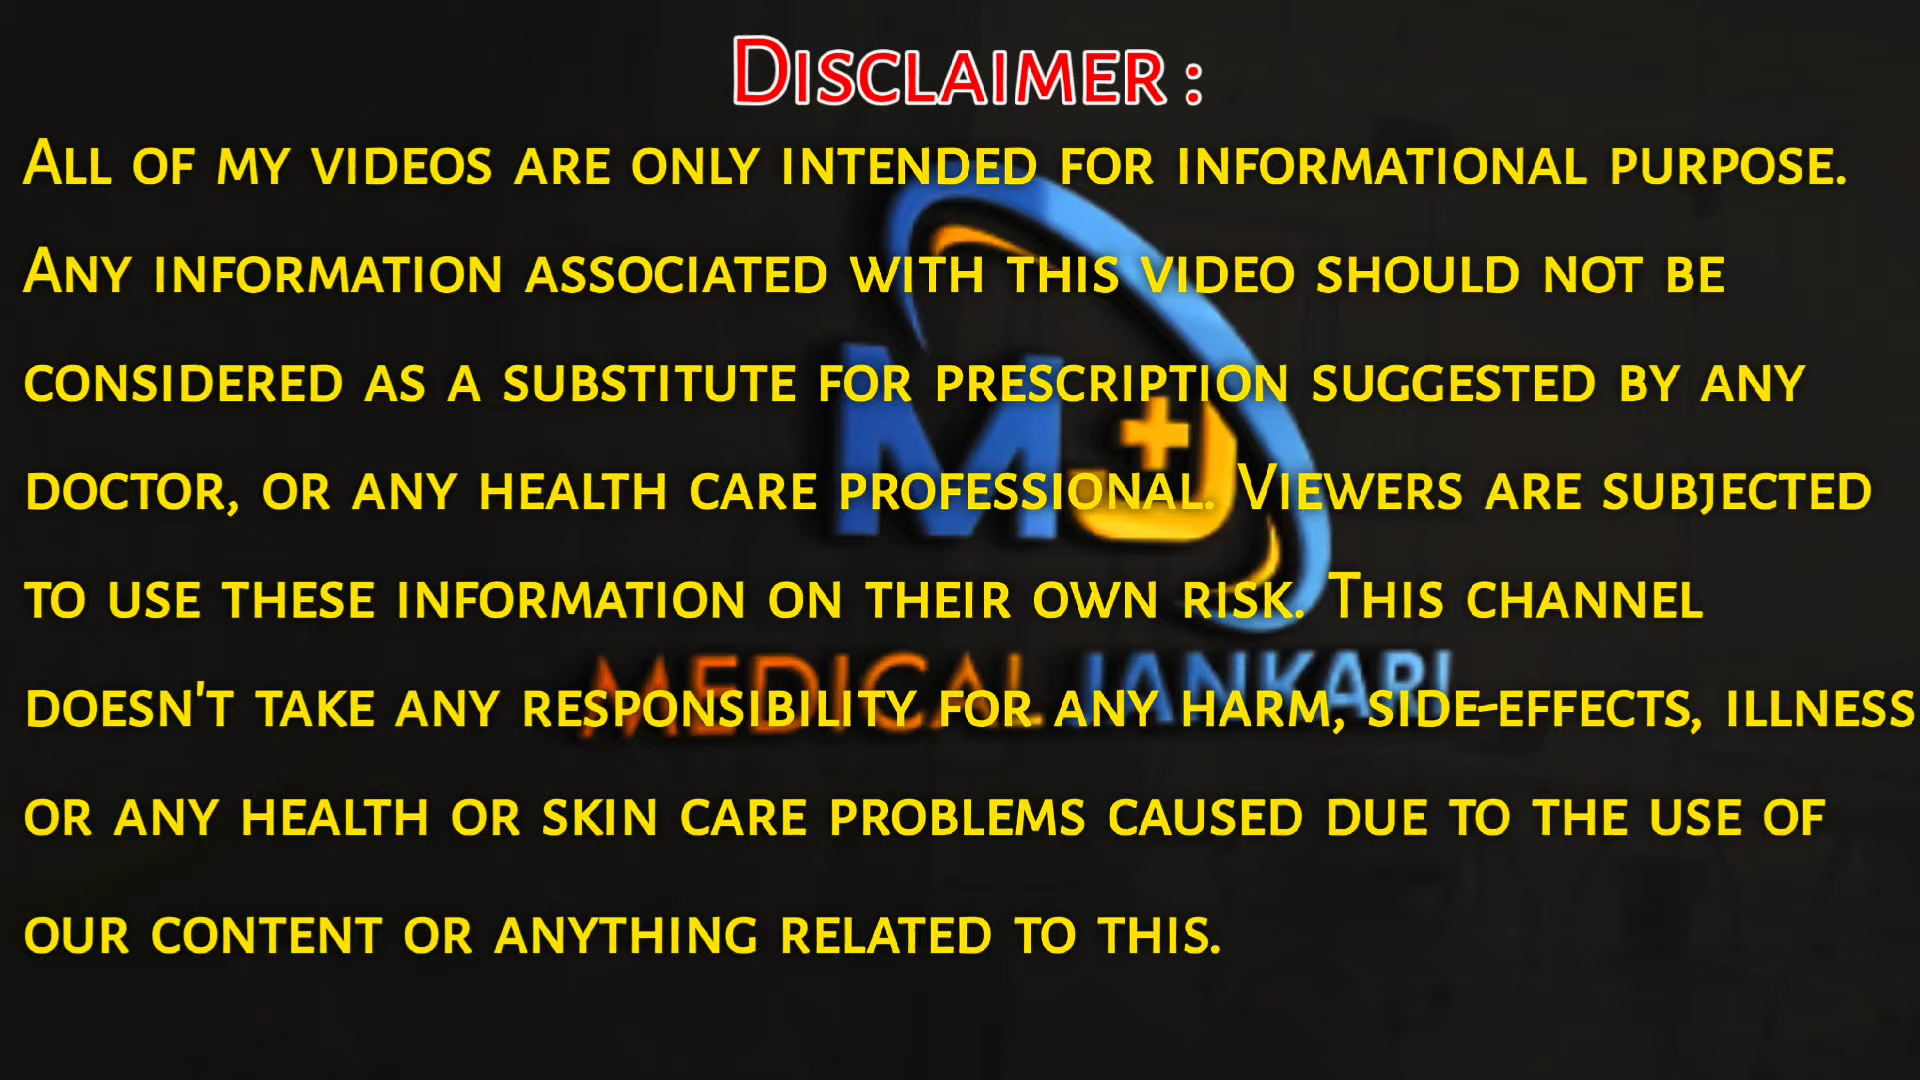 Disclaimer :
All of my videos are only intended for informational purpose.
Any information associated with this video should not be
considered as a substitute for prescription suggested by any
doctor, or any health care professional. Viewers are subjected
to use these information on their own risk. This channel
MEDICAL JANKARI
doesn't take any responsibility for any harm, side-effects, illness
or any health or skin care problems caused due to the use of
our content or anything related to this.